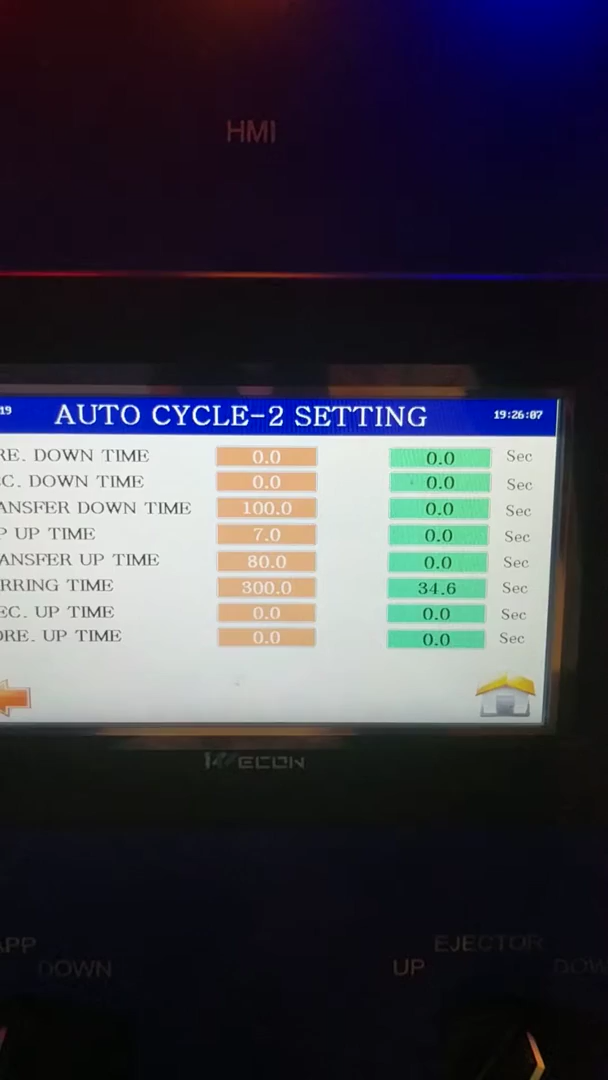 HMI
19 AUTO CYCLE-2 SETTING 19:26:07
RE. DOWN TIME 0.0 0.0 Sec
C. DOWN TIME 0.0 0.0 Sec
ANSFER DOWN TIME 100.0 0.0 Sec
P UP TIME 7.0 0.0 Sec
ANSFER UP TIME 80.0 0.0 Sec
RRING TIME 300.0 34.6 Sec
EC. UP TIME 0.0 0.0 Sec
ORE. UP TIME 0.0 0.0 Sec
WECON
APP EJECTOR
DOWN UP DOW